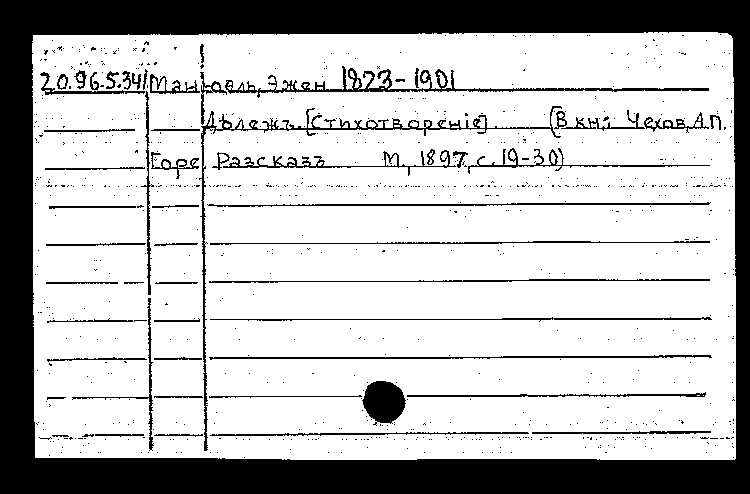 20.96.5.34 Мануэль, Эжен 1823-1901
Дѣлежъ. [Стихотвореніе] (В кн.: Чехов, А.П.
Горе Разсказъ М., 1897, с. 19-30)